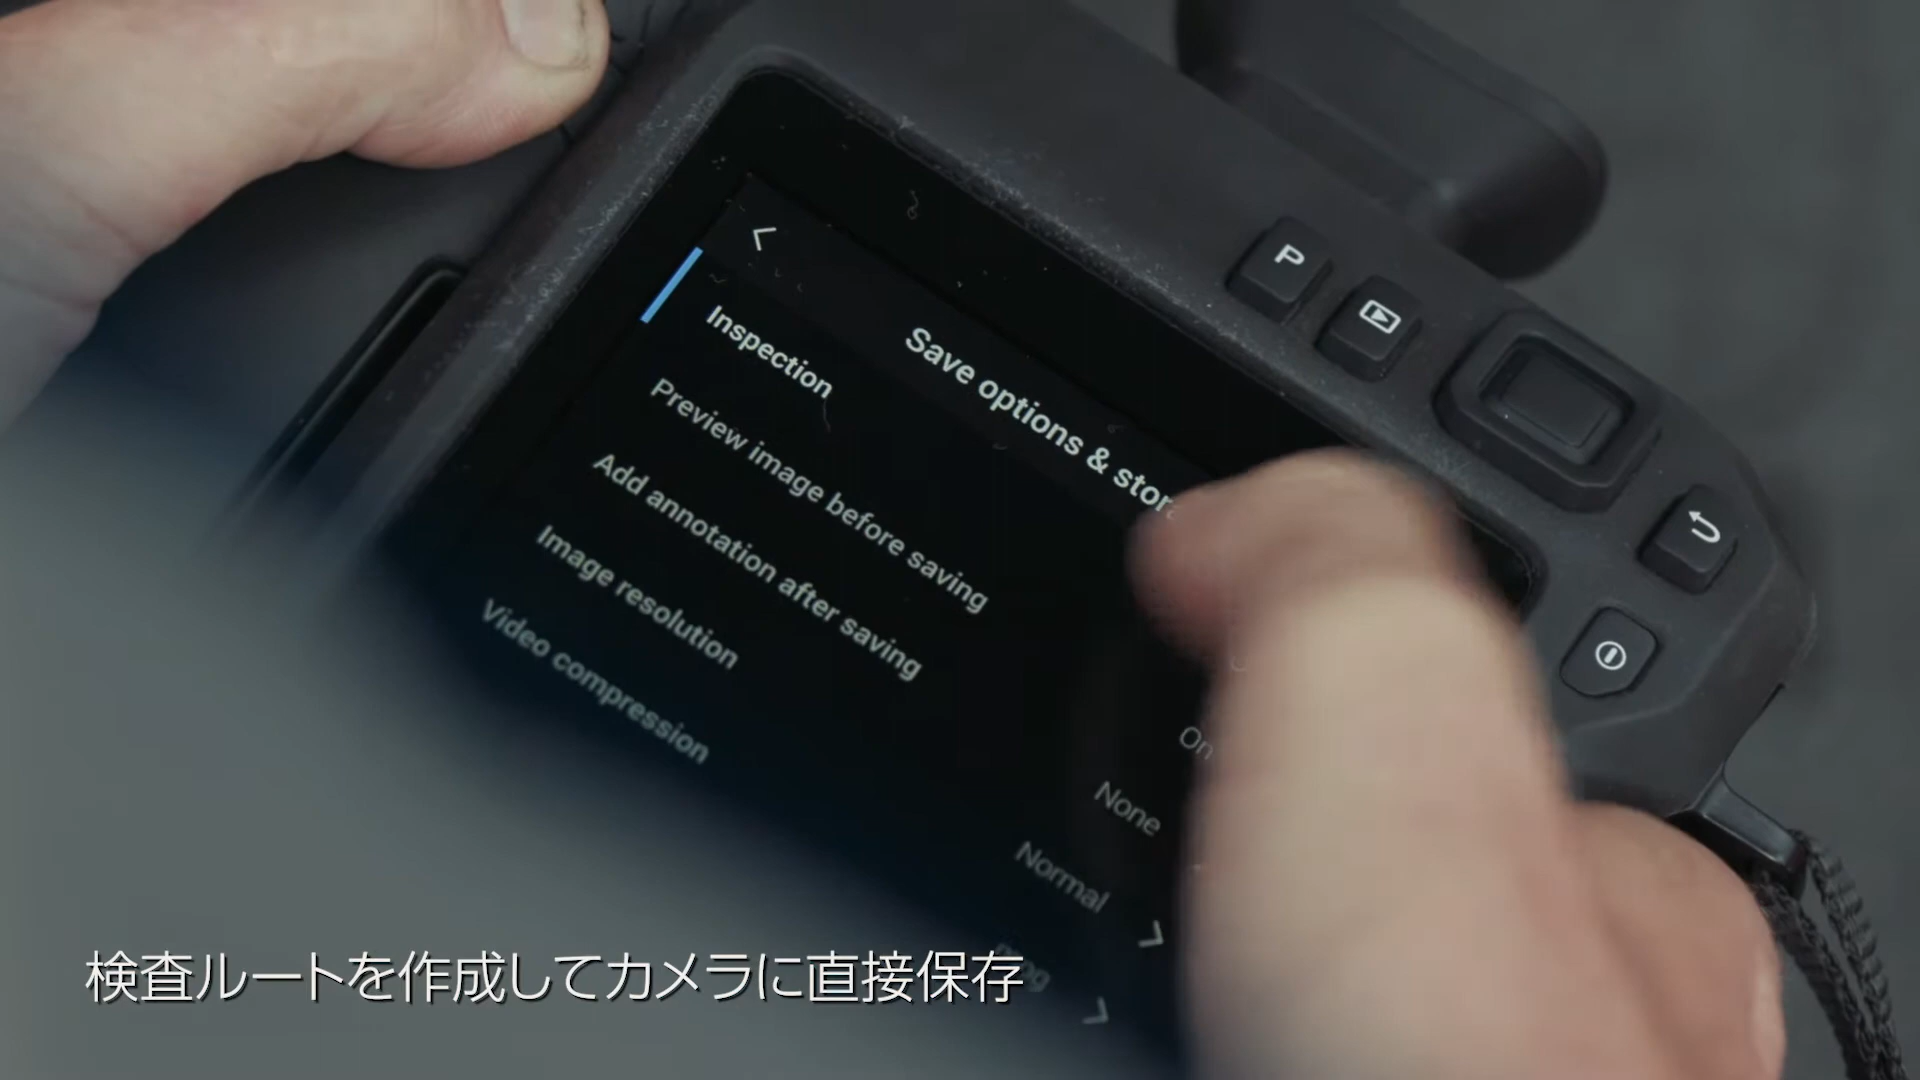 P
Save options & stora
Inspection
Preview image before saving
Add annotation after saving
On
Image resolution
None
Video compression
Normal
検査ルートを作成してカメラに直接保存